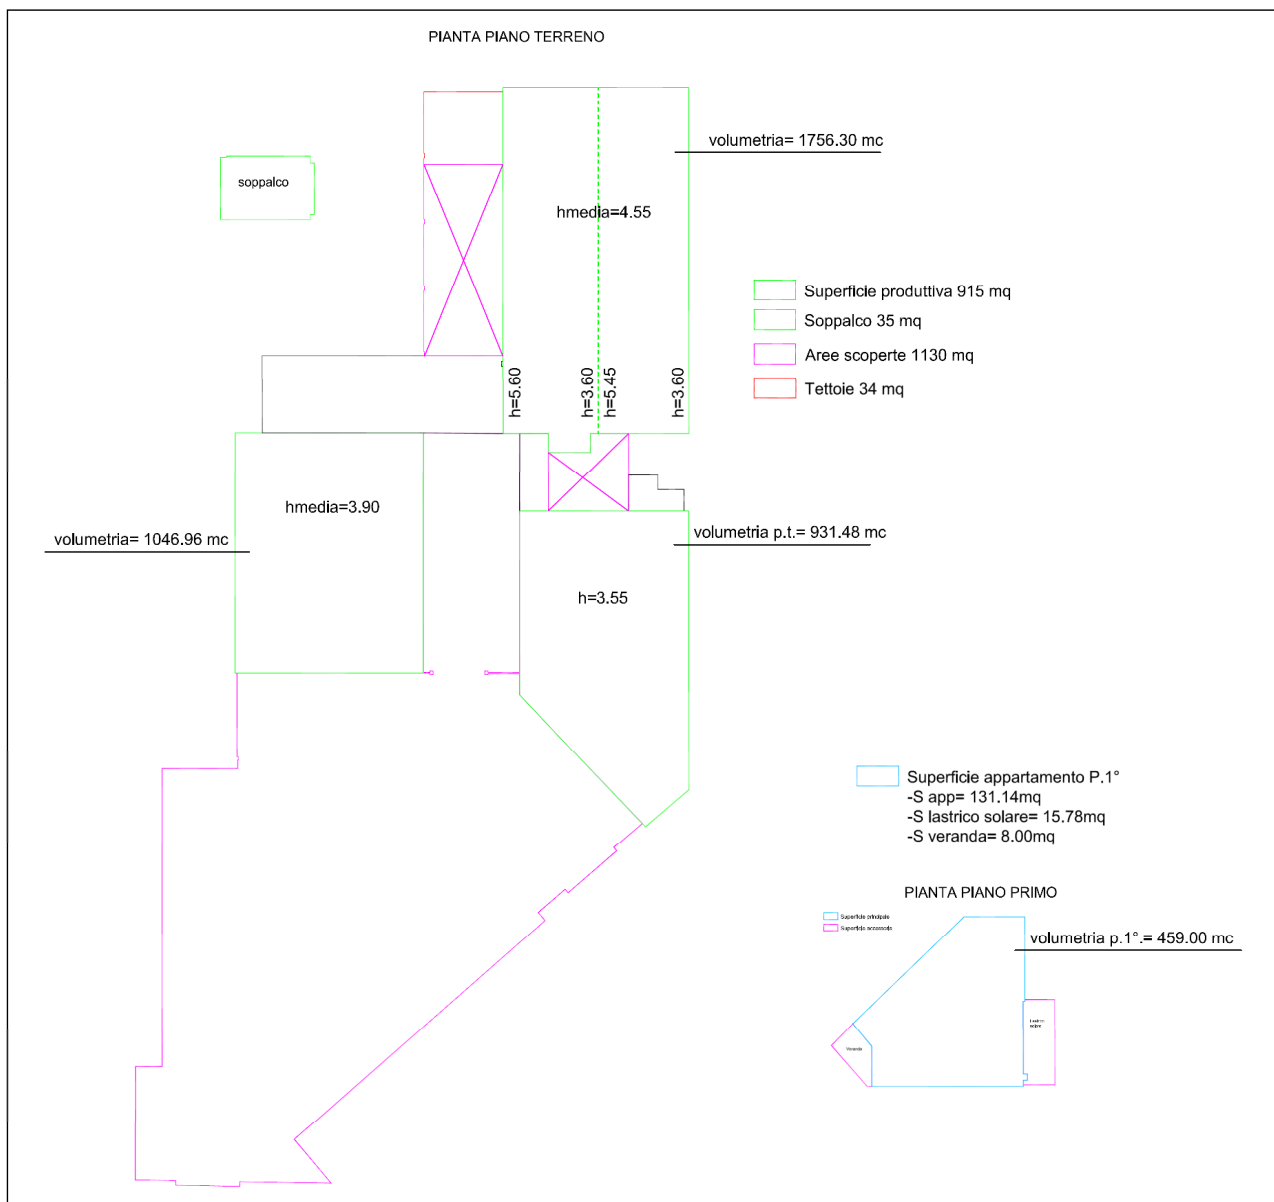 PIANTA PIANO TERRENO
volumetria= 1756.30 mc
soppalco
hmedia=4.55
Superficie produttiva 915 mq
Soppalco 35 mq
Aree scoperte 1130 mq
Tettoie 34 mq
h=5.60
h=3.60
h=5.45
h=3.60
hmedia=3.90
volumetria= 1046.96 mc
volumetria p.t.= 931.48 mc
h=3.55
Superficie appartamento P.1°
-S app= 131.14mq
-S lastrico solare= 15.78mq
-S veranda= 8.00mq
PIANTA PIANO PRIMO
Superficie principale
Superficie accessoria
volumetria p.1°.= 459.00 mc
solare
Veranda